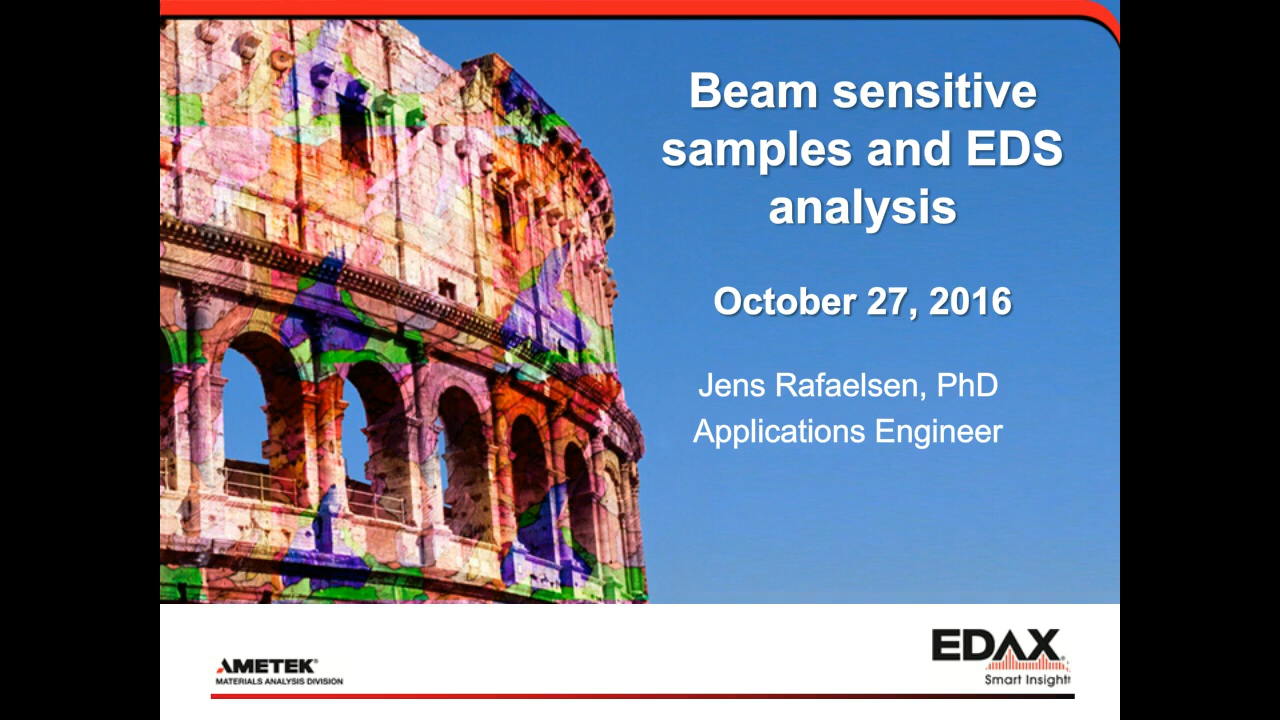 Beam sensitive
samples and EDS
analysis
October 27, 2016
Jens Rafaelsen, PhD
Applications Engineer
AMETEK®
MATERIALS ANALYSIS DIVISION
EDAX®
Smart Insight